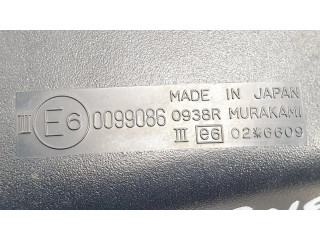 MADE IN JAPAN
III E6 0099086 0938R MURAKAMI
III e6 02*6609